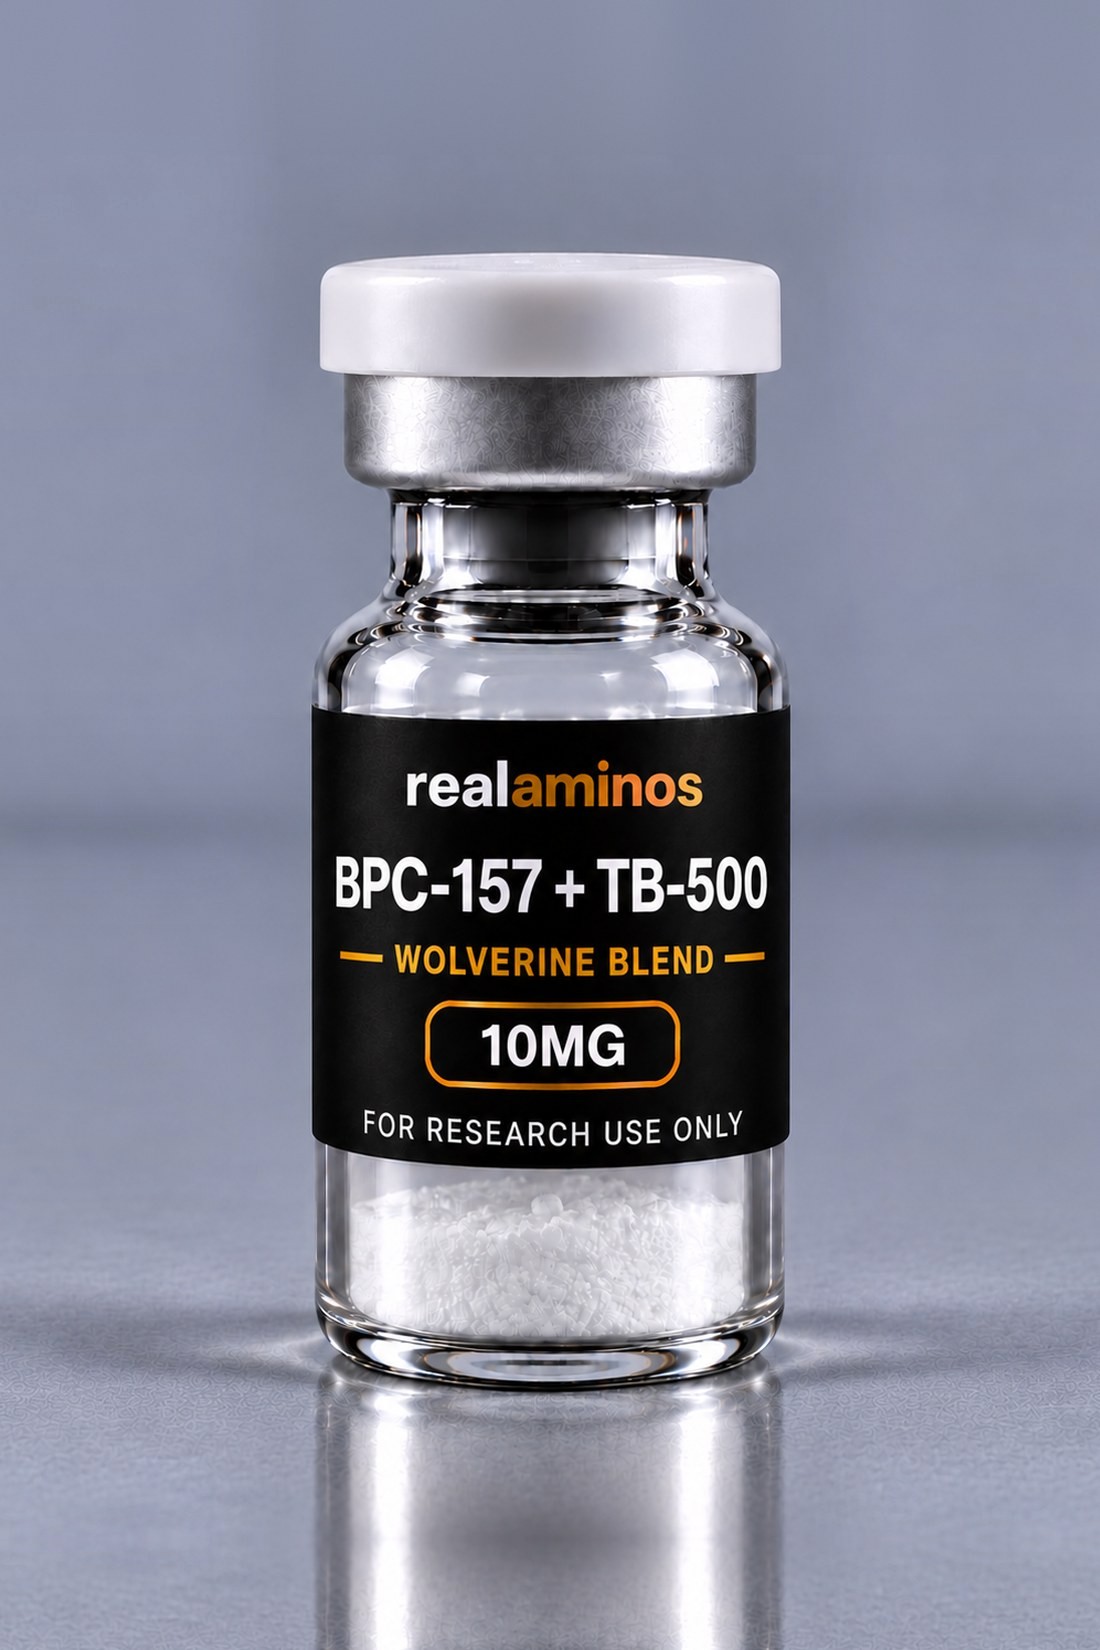 realaminos
BPC-157 + TB-500
WOLVERINE BLEND
10MG
FOR RESEARCH USE ONLY